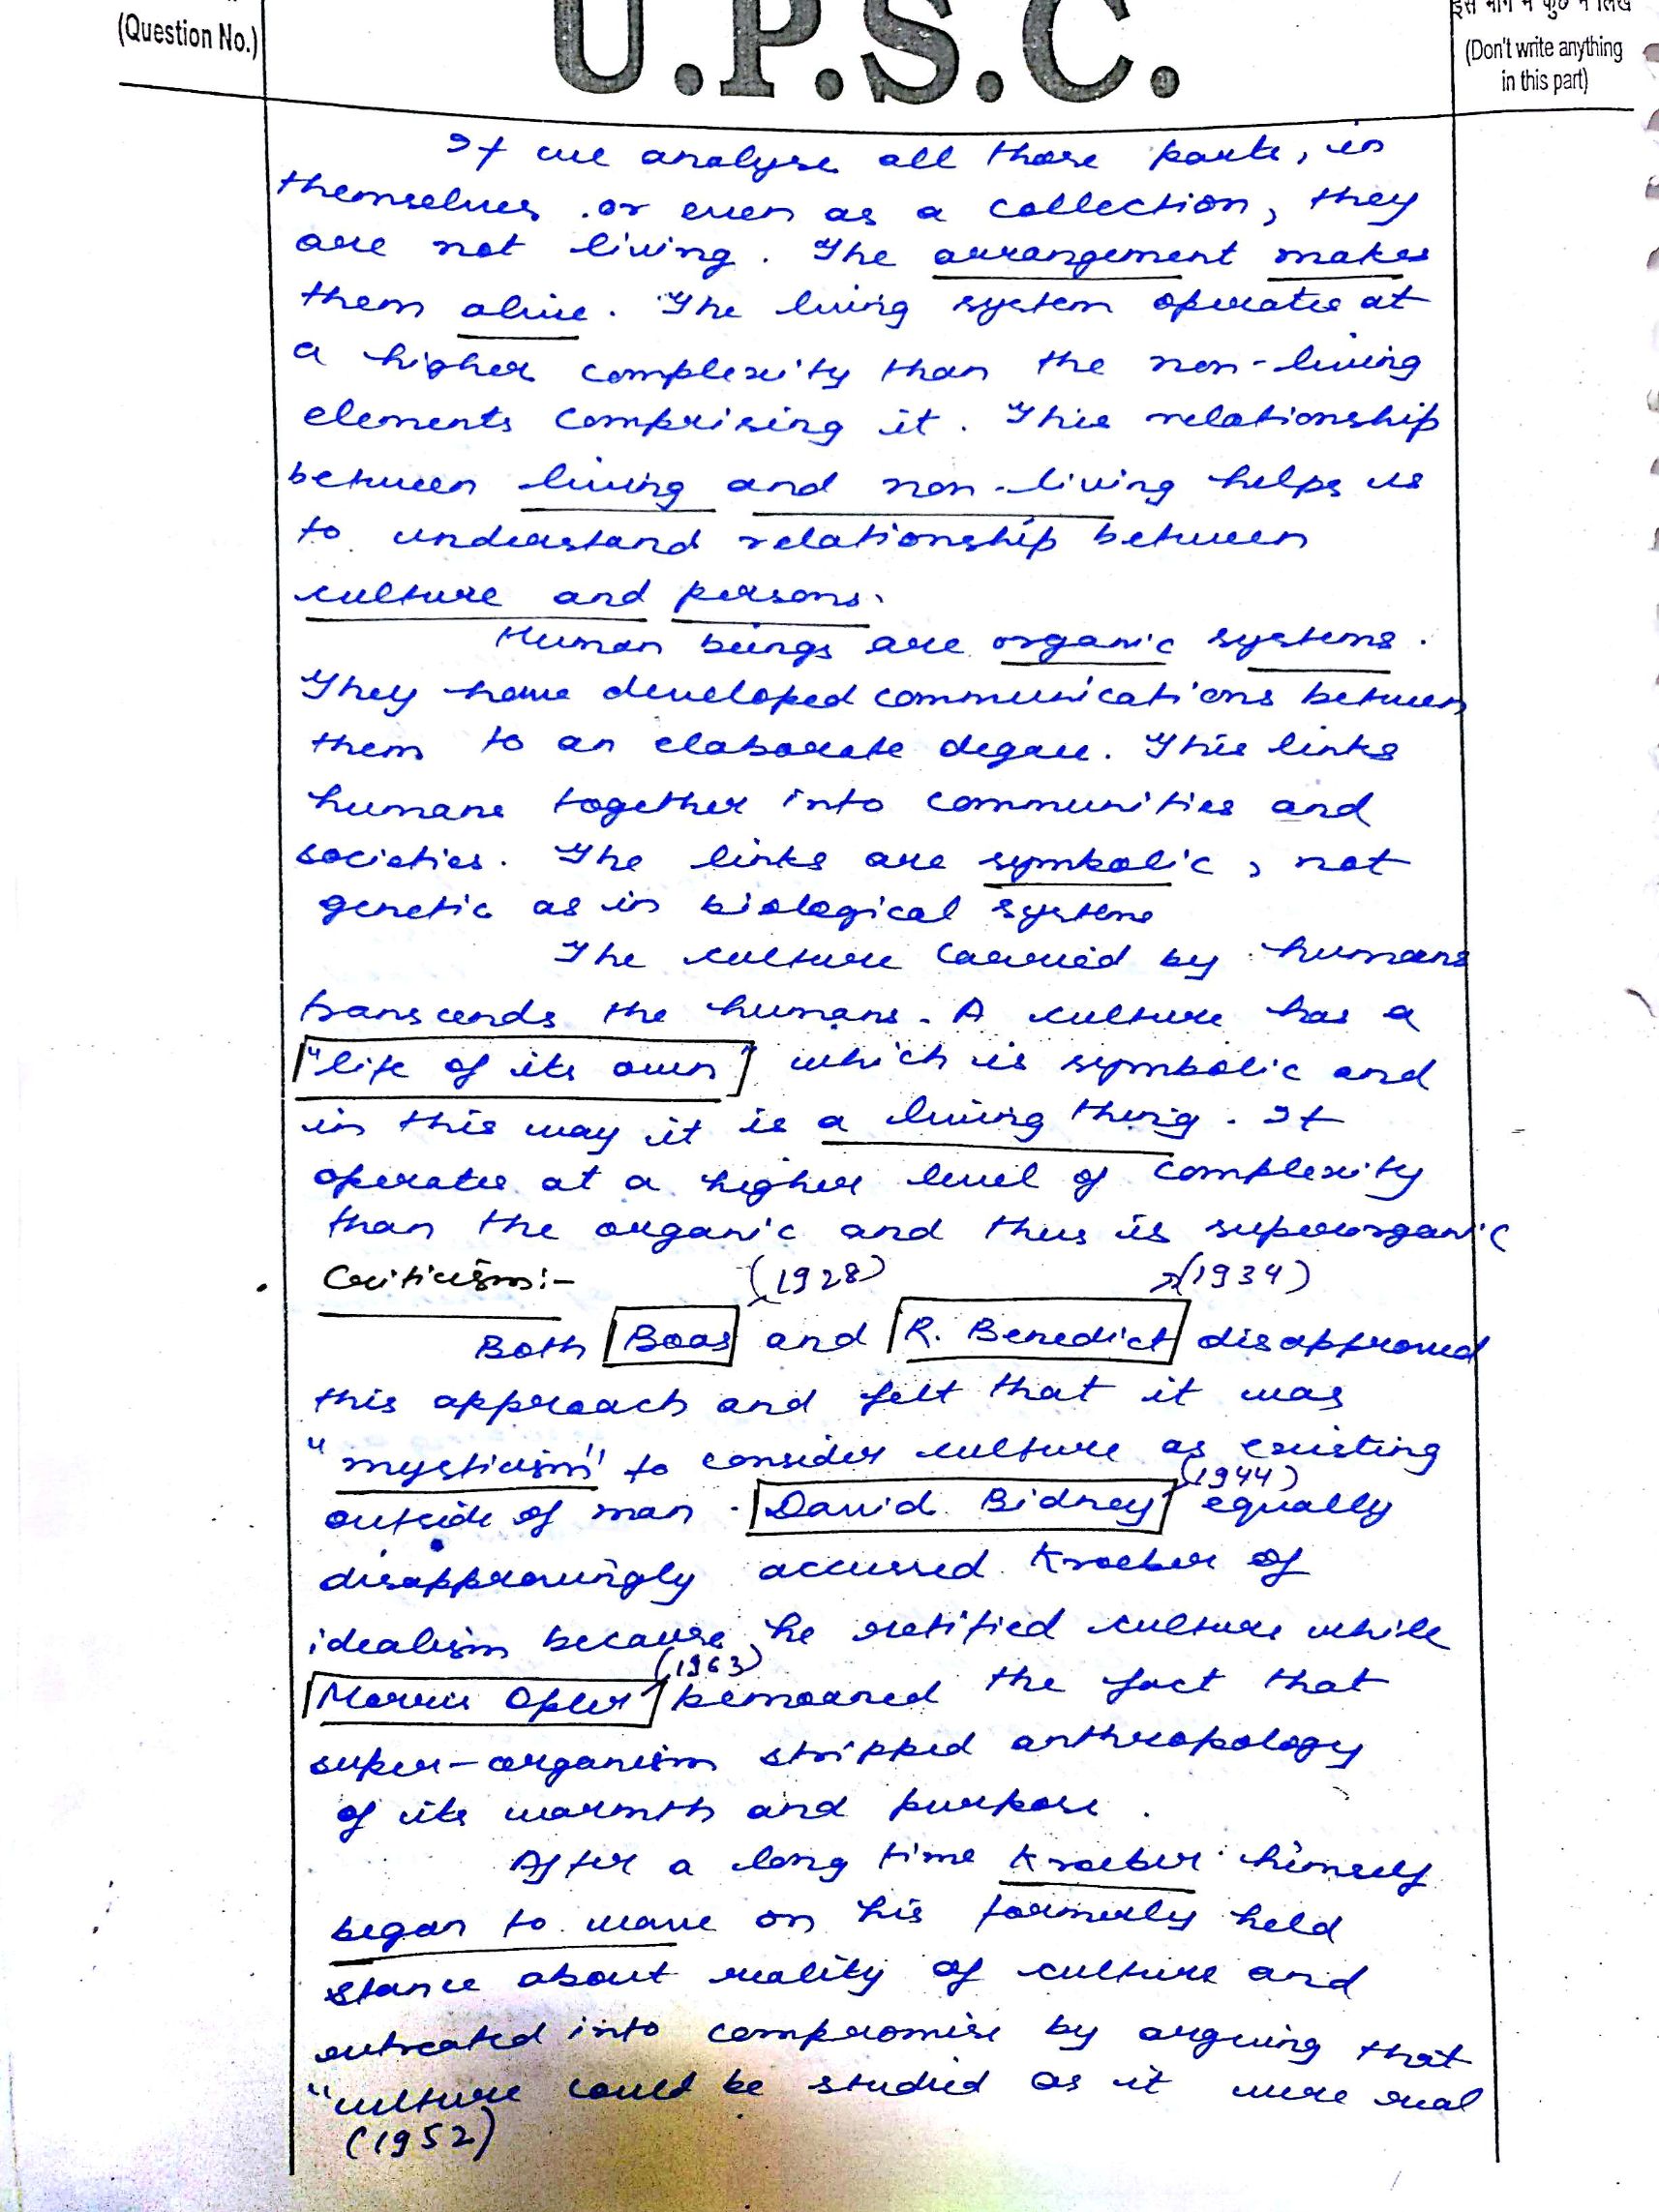 (Question No.)
U.P.S.C.
इस भाग में कुछ न लिखें
(Don't write anything
in this part)
If we analyse all those parts, in
themselves or even as a collection, they
are not living. The arrangement makes
them alive. The living system operates at
a higher complexity than the non-living
elements comprising it. This relationship
between living and non-living helps us
to understand relationship between
culture and persons.
Human beings are organic systems.
They have developed communications between
them to an elaborate degree. This links
humans together into communities and
societies. The links are symbolic, not
genetic as in biological systems
The culture carried by humans
transcends the humans. A culture has a
"life of its own" which is symbolic and
in this way it is a living thing. It
operates at a higher level of complexity
than the organic and thus is superorganic
Criticism:-
(1928) (1934)
Both Boas and R. Benedict disapproved
this approach and felt that it was
"mysticism" to consider culture as existing
(1944)
outside of man. David Bidney equally
disapprovingly accused Kroeber of
idealism because he reified culture while
(1963)
Morris Opler bemoaned the fact that
super-organism stripped anthropology
of its warmth and purpose.
After a long time Kroeber himself
began to wave on his formerly held
stance about reality of culture and
retreated into compromise by arguing that
"culture could be studied as it were real
(1952)